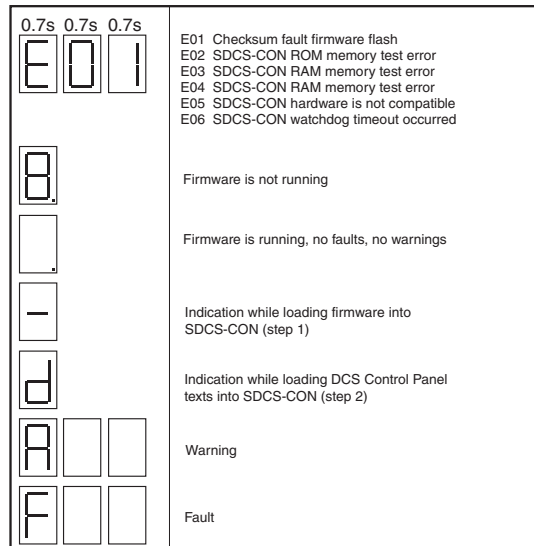 0.7s 0.7s 0.7s
E 0 1
E01 Checksum fault firmware flash
E02 SDCS-CON ROM memory test error
E03 SDCS-CON RAM memory test error
E04 SDCS-CON RAM memory test error
E05 SDCS-CON hardware is not compatible
E06 SDCS-CON watchdog timeout occurred
8.
Firmware is not running
.
Firmware is running, no faults, no warnings
-
Indication while loading firmware into
SDCS-CON (step 1)
d
Indication while loading DCS Control Panel
texts into SDCS-CON (step 2)
A
Warning
F
Fault